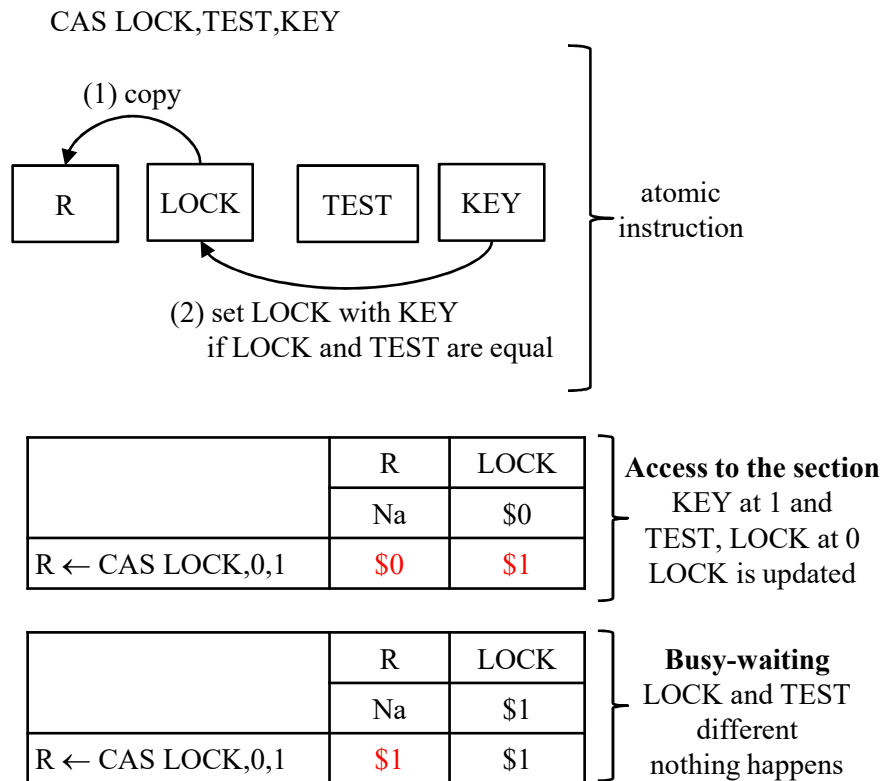 CAS LOCK,TEST,KEY
(1) copy
R
LOCK
TEST
KEY
atomic
instruction
(2) set LOCK with KEY
if LOCK and TEST are equal
R LOCK
Na $0
R ← CAS LOCK,0,1 $0 $1
Access to the section
KEY at 1 and
TEST, LOCK at 0
LOCK is updated
R LOCK
Na $1
R ← CAS LOCK,0,1 $1 $1
Busy-waiting
LOCK and TEST
different
nothing happens